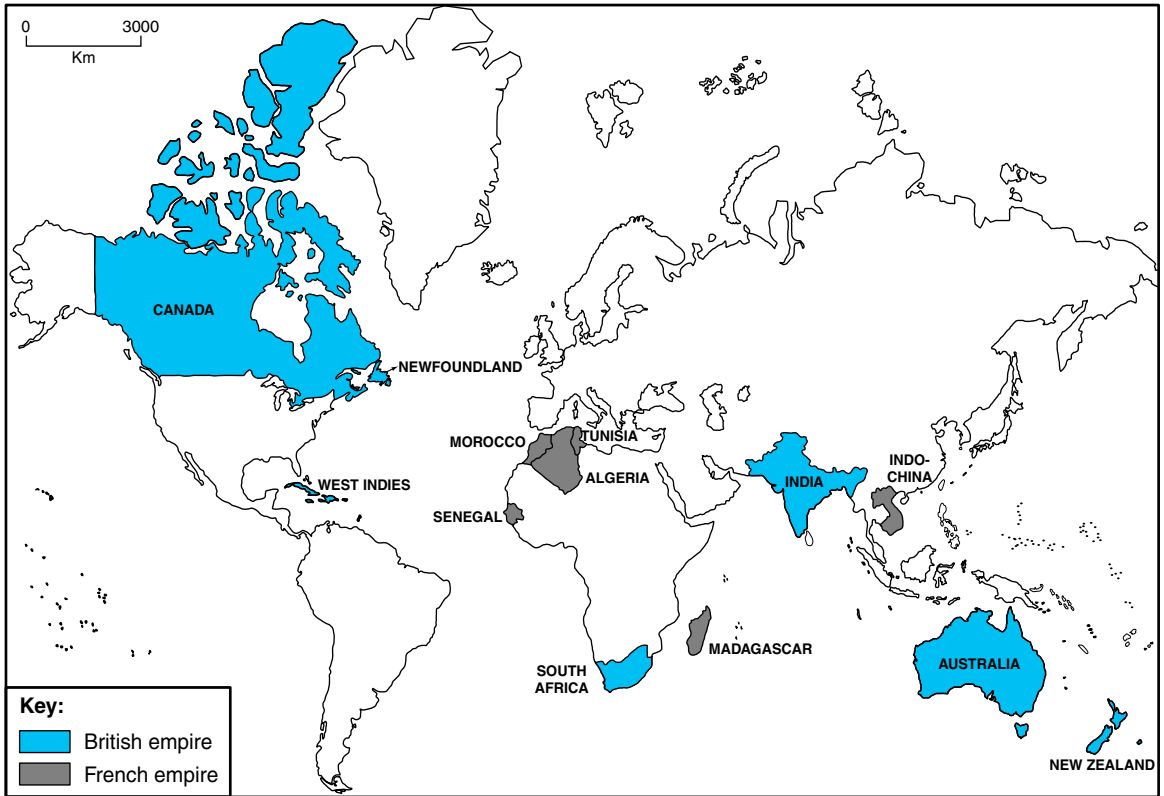 0 3000
Km
CANADA
NEWFOUNDLAND
MOROCCO
TUNISIA
ALGERIA
WEST INDIES
SENEGAL
INDIA
INDO-
CHINA
MADAGASCAR
SOUTH
AFRICA
AUSTRALIA
NEW ZEALAND
Key:
British empire
French empire